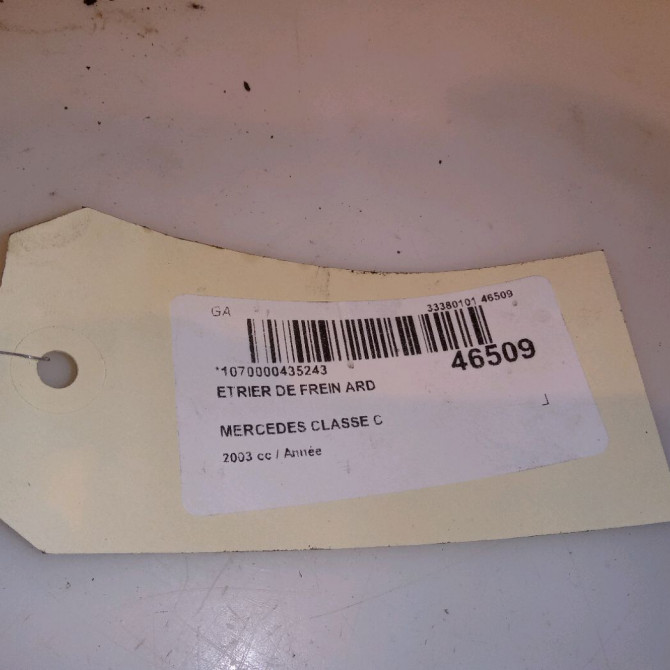 GA 33380101 46509
*1070000435243 46509
ETRIER DE FREIN ARD
MERCEDES CLASSE C
2003 cc / Année